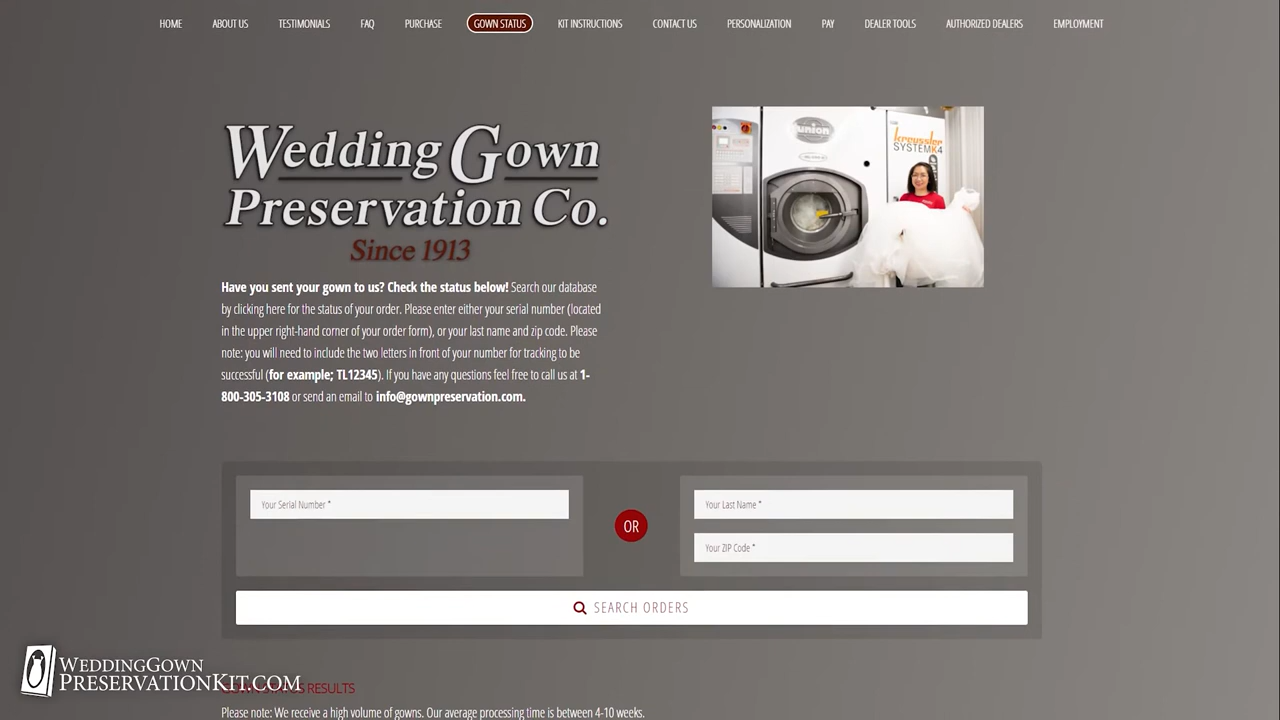 HOME ABOUT US TESTIMONIALS FAQ PURCHASE GOWN STATUS KIT INSTRUCTIONS CONTACT US PERSONALIZATION PAY DEALER TOOLS AUTHORIZED DEALERS EMPLOYMENT
Wedding Gown
Preservation Co.
Since 1913
union
kreussler
SYSTEMK4
Have you sent your gown to us? Check the status below! Search our database
by clicking here for the status of your order. Please enter either your serial number (located
in the upper right-hand corner of your order form), or your last name and zip code. Please
note: you will need to include the two letters in front of your number for tracking to be
successful (for example; TL12345). If you have any questions feel free to call us at 1-
800-305-3108 or send an email to info@gownpreservation.com.
Your Serial Number *
OR
Your Last Name *
Your ZIP Code *
SEARCH ORDERS
WEDDINGGOWN
PRESERVATIONKIT.COM
GOWN STATUS RESULTS
Please note: We receive a high volume of gowns. Our average processing time is between 4-10 weeks.